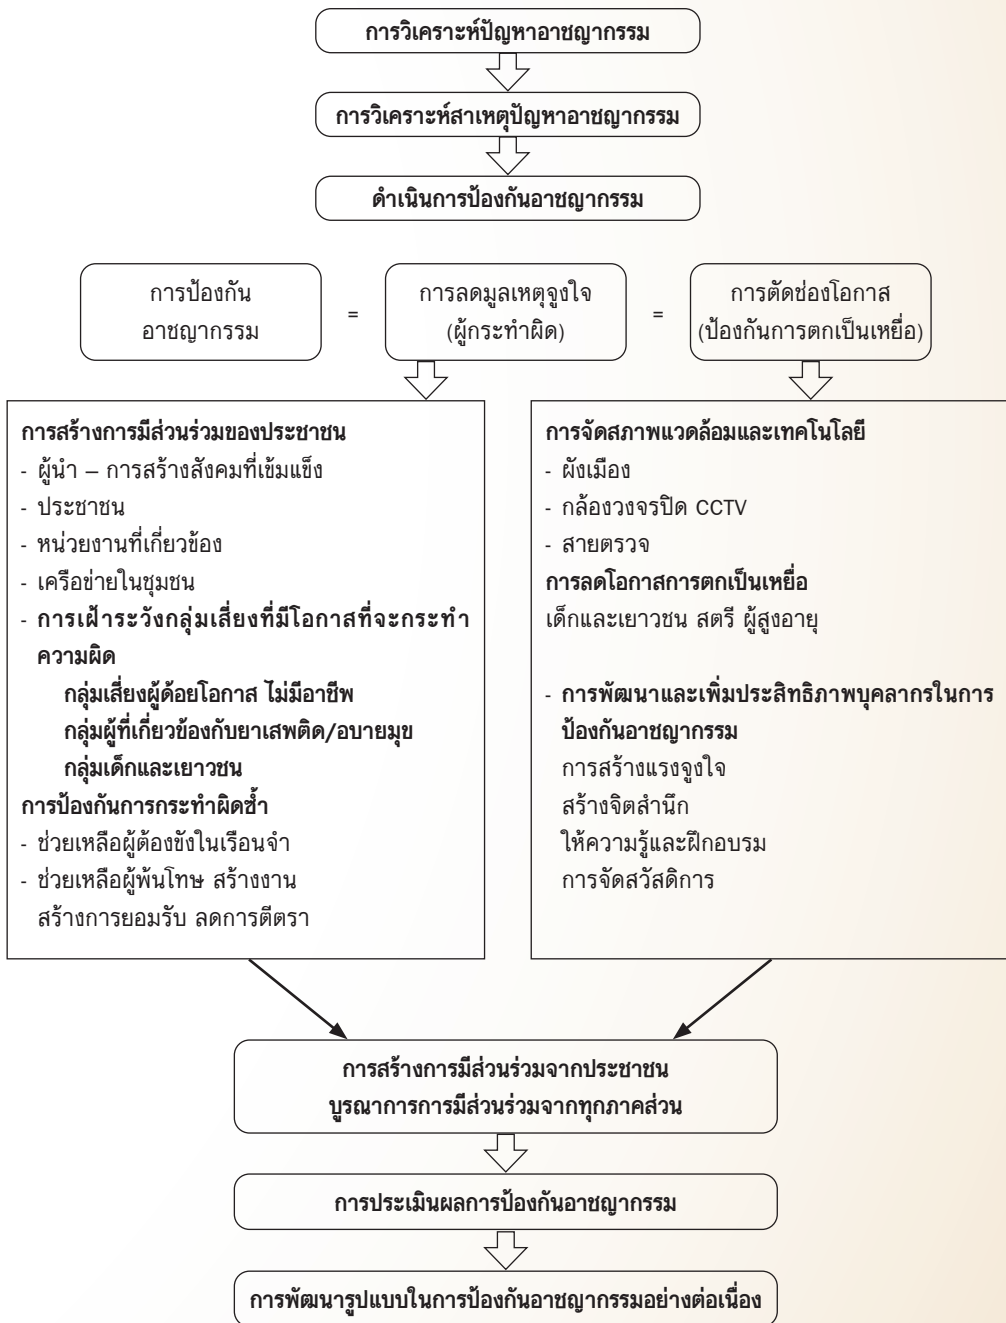 การวิเคราะห์ปัญหาอาชญากรรม
การวิเคราะห์สาเหตุปัญหาอาชญากรรม
ดำเนินการป้องกันอาชญากรรม
การป้องกัน
อาชญากรรม
=
การลดมูลเหตุจูงใจ
(ผู้กระทำผิด)
=
การตัดช่องโอกาส
(ป้องกันการตกเป็นเหยื่อ)
การสร้างการมีส่วนร่วมของประชาชน
- ผู้นำ – การสร้างสังคมที่เข้มแข็ง
- ประชาชน
- หน่วยงานที่เกี่ยวข้อง
- เครือข่ายในชุมชน
- การเฝ้าระวังกลุ่มเสี่ยงที่มีโอกาสที่จะกระทำ
ความผิด
กลุ่มเสี่ยงผู้ด้อยโอกาส ไม่มีอาชีพ
กลุ่มผู้ที่เกี่ยวข้องกับยาเสพติด/อบายมุข
กลุ่มเด็กและเยาวชน
การป้องกันการกระทำผิดซ้ำ
- ช่วยเหลือผู้ต้องขังในเรือนจำ
- ช่วยเหลือผู้พ้นโทษ สร้างงาน
สร้างการยอมรับ ลดการตีตรา
การจัดสภาพแวดล้อมและเทคโนโลยี
- ผังเมือง
- กล้องวงจรปิด CCTV
- สายตรวจ
การลดโอกาสการตกเป็นเหยื่อ
เด็กและเยาวชน สตรี ผู้สูงอายุ
- การพัฒนาและเพิ่มประสิทธิภาพบุคลากรในการ
ป้องกันอาชญากรรม
การสร้างแรงจูงใจ
สร้างจิตสำนึก
ให้ความรู้และฝึกอบรม
การจัดสวัสดิการ
การสร้างการมีส่วนร่วมจากประชาชน
บูรณาการการมีส่วนร่วมจากทุกภาคส่วน
การประเมินผลการป้องกันอาชญากรรม
การพัฒนารูปแบบในการป้องกันอาชญากรรมอย่างต่อเนื่อง